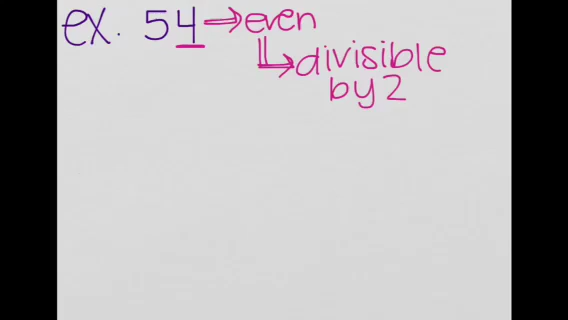 ex. 54 ⇒ even
↳ divisible
by 2